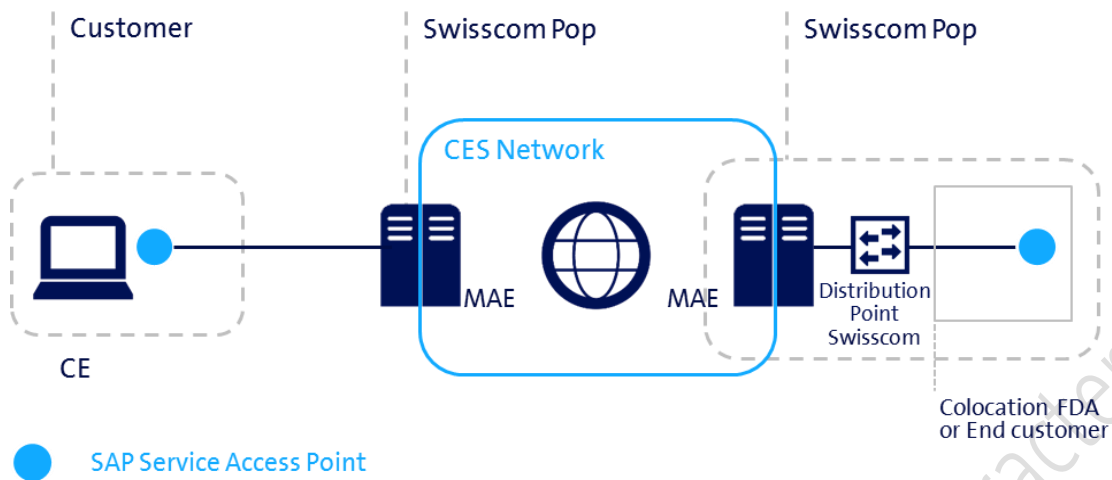 Customer
Swisscom Pop
Swisscom Pop
CES Network
MAE
MAE
Distribution
Point
Swisscom
CE
Colocation FDA
or End customer
SAP Service Access Point